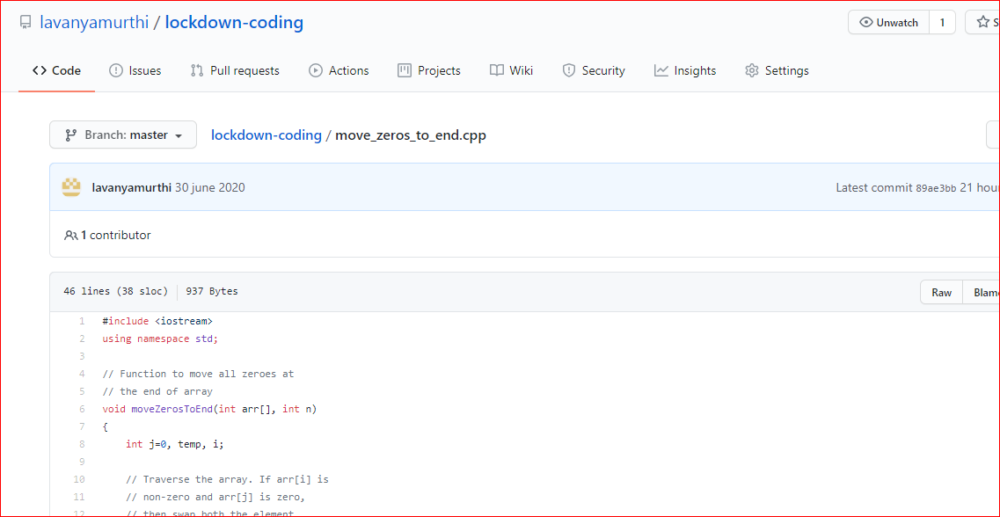 lavanyamurthi / lockdown-coding
Unwatch 1
Code Issues Pull requests Actions Projects Wiki Security Insights Settings
Branch: master lockdown-coding / move_zeros_to_end.cpp
lavanyamurthi 30 june 2020 Latest commit 89ae3bb 21
1 contributor
46 lines (38 sloc) 937 Bytes Raw
1 #include <iostream>
2 using namespace std;
3
4 // Function to move all zeroes at
5 // the end of array
6 void moveZerosToEnd(int arr[], int n)
7 {
8 int j=0, temp, i;
9
10 // Traverse the array. If arr[i] is
11 // non-zero and arr[j] is zero,
12 // then swap both the element